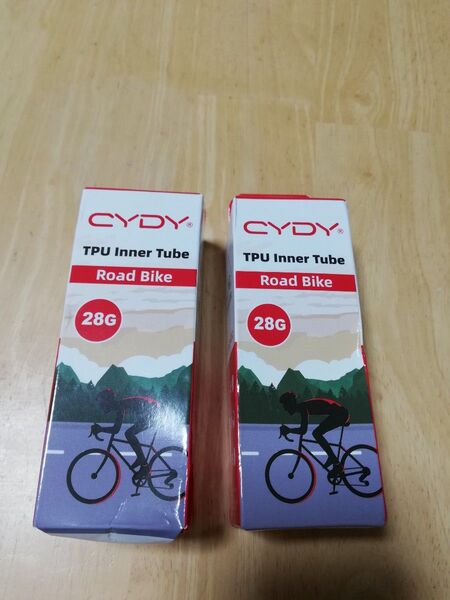 CYDY®
TPU Inner Tube
Road Bike
28G
CYDY®
TPU Inner Tube
Road Bike
28G